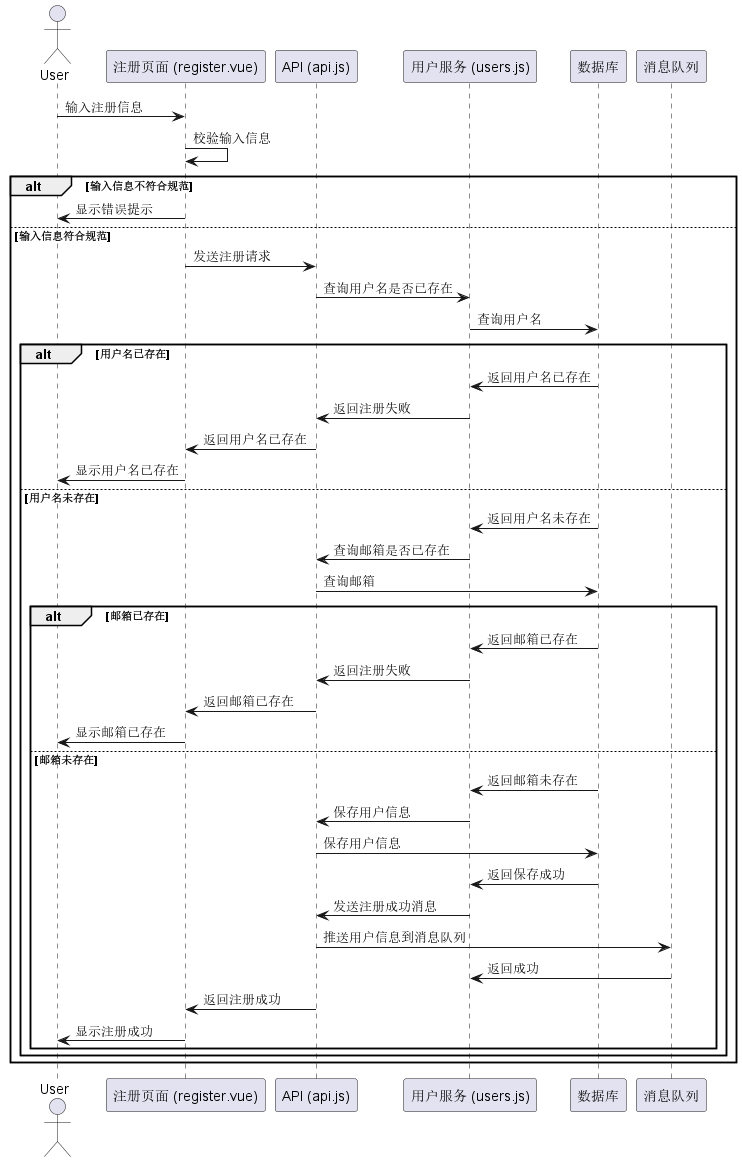 User
注册页面 (register.vue)
API (api.js)
用户服务 (users.js)
数据库
消息队列
输入注册信息
校验输入信息
alt
[输入信息不符合规范]
显示错误提示
[输入信息符合规范]
发送注册请求
查询用户名是否已存在
查询用户名
alt
[用户名已存在]
返回用户名已存在
返回注册失败
返回用户名已存在
显示用户名已存在
[用户名未存在]
返回用户名未存在
查询邮箱是否已存在
查询邮箱
alt
[邮箱已存在]
返回邮箱已存在
返回注册失败
返回邮箱已存在
显示邮箱已存在
[邮箱未存在]
返回邮箱未存在
保存用户信息
保存用户信息
返回保存成功
发送注册成功消息
推送用户信息到消息队列
返回成功
返回注册成功
显示注册成功
User
注册页面 (register.vue)
API (api.js)
用户服务 (users.js)
数据库
消息队列